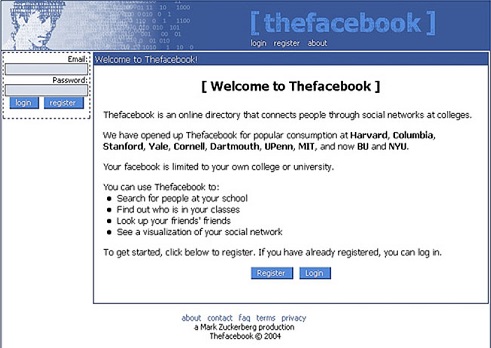 [ thefacebook ]
login register about
Email:
Password:
login register
Welcome to Thefacebook!
[ Welcome to Thefacebook ]
Thefacebook is an online directory that connects people through social networks at colleges.
We have opened up Thefacebook for popular consumption at Harvard, Columbia,
Stanford, Yale, Cornell, Dartmouth, UPenn, MIT, and now BU and NYU.
Your facebook is limited to your own college or university.
You can use Thefacebook to:
• Search for people at your school
• Find out who is in your classes
• Look up your friends' friends
• See a visualization of your social network
To get started, click below to register. If you have already registered, you can log in.
Register Login
about contact faq terms privacy
a Mark Zuckerberg production
Thefacebook © 2004